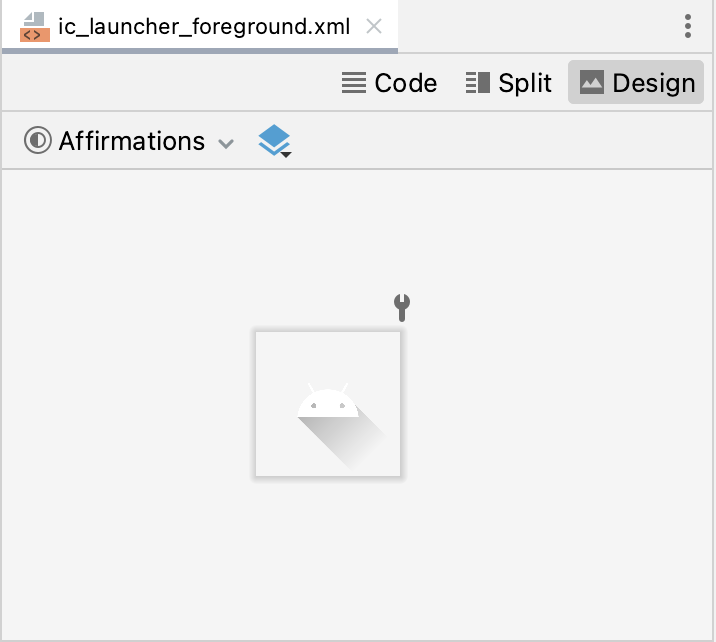 ic_launcher_foreground.xml
Code Split Design
Affirmations